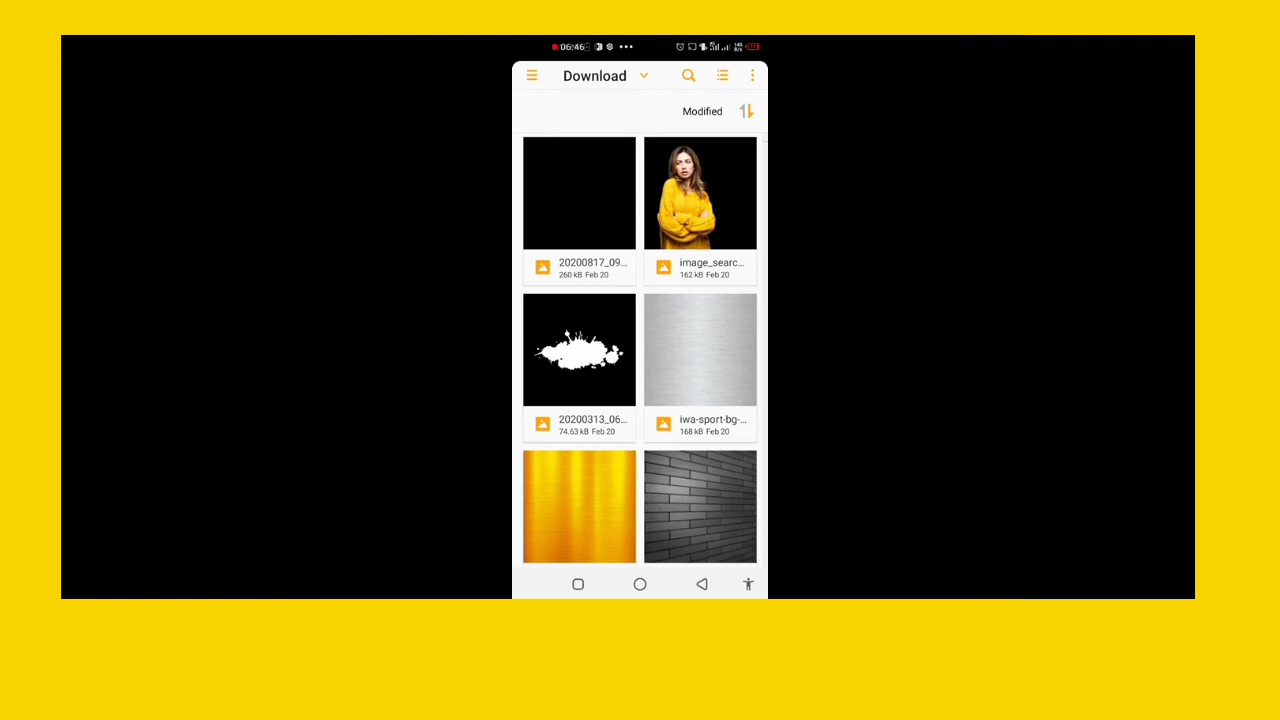 06:46
Download
Modified
20200817_09...
260 kB Feb 20
image_searc...
162 kB Feb 20
20200313_06...
74.63 kB Feb 20
iwa-sport-bg-...
168 kB Feb 20